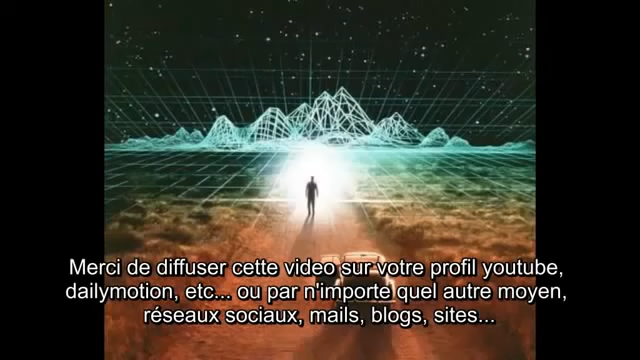 Merci de diffuser cette video sur votre profil youtube,
dailymotion, etc... ou par n'importe quel autre moyen,
réseaux sociaux, mails, blogs, sites...